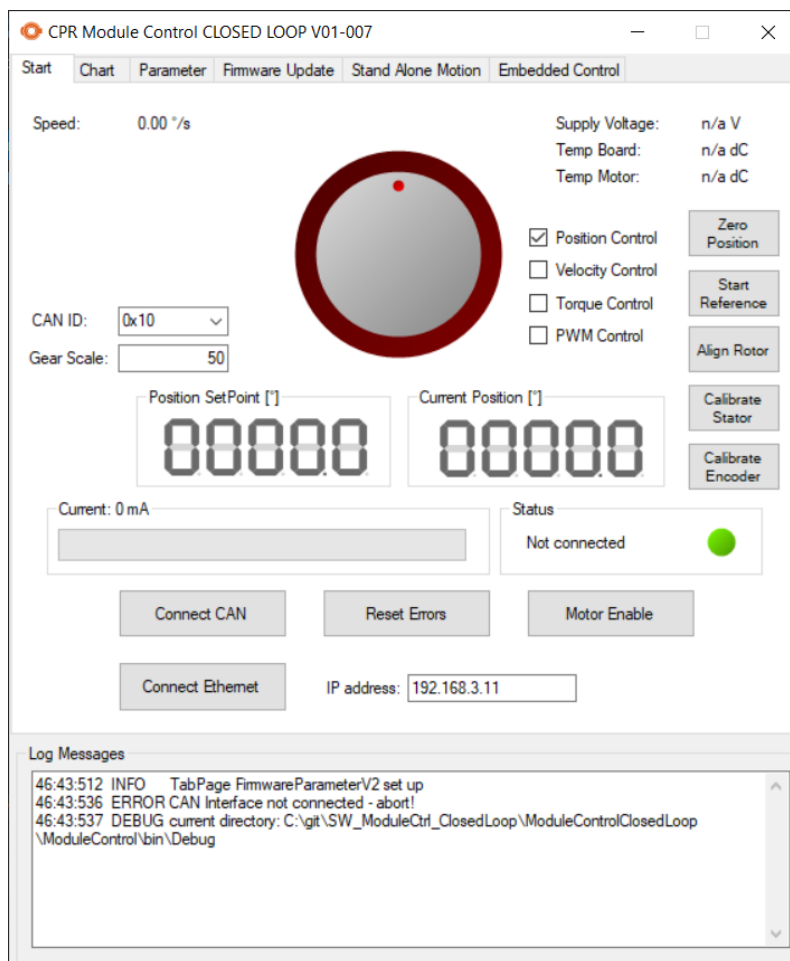 CPR Module Control CLOSED LOOP V01-007
Start Chart Parameter Firmware Update Stand Alone Motion Embedded Control
Speed: 0.00 °/s
Supply Voltage: n/a V
Temp Board: n/a dC
Temp Motor: n/a dC
Position Control
Velocity Control
Torque Control
PWM Control
Zero
Position
Start
Reference
Align Rotor
Calibrate
Stator
Calibrate
Encoder
CAN ID: 0x10
Gear Scale: 50
Position SetPoint [°]
0000.0
Current Position [°]
0000.0
Current: 0 mA
Status
Not connected
Connect CAN Reset Errors Motor Enable
Connect Ethernet IP address: 192.168.3.11
Log Messages
46:43:512 INFO TabPage FirmwareParameterV2 set up
46:43:536 ERROR CAN Interface not connected - abort!
46:43:537 DEBUG current directory: C:\git\SW_ModuleCtrl_ClosedLoop\ModuleControlClosedLoop
\ModuleControl\bin\Debug